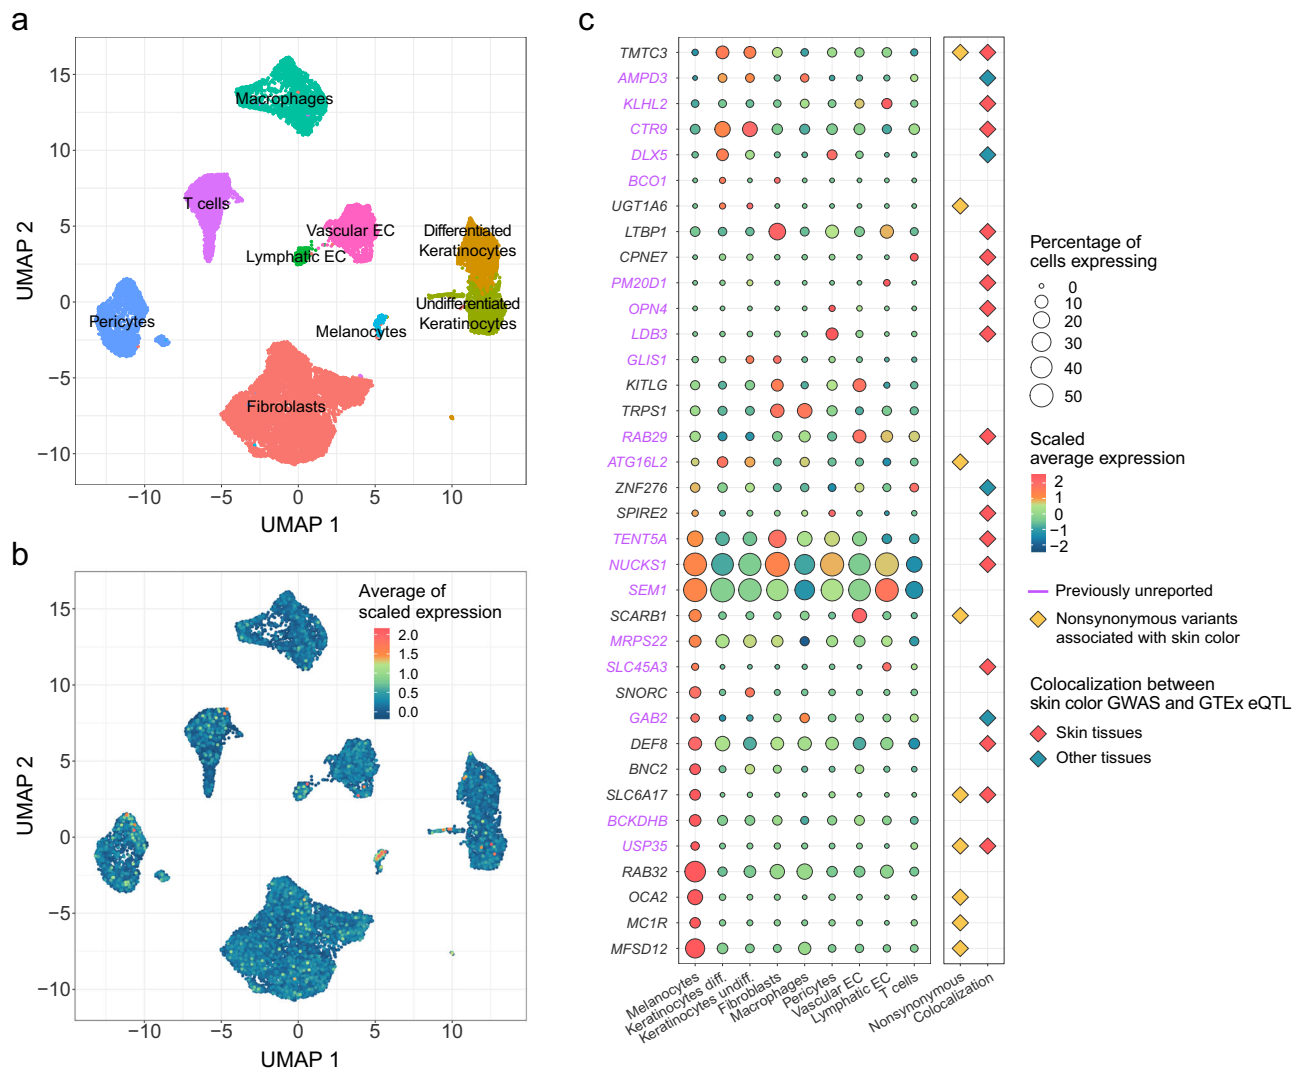 a
15
10
5
0
−5
−10
UMAP 2
Macrophages
T cells
Vascular EC
Lymphatic EC
Differentiated
Keratinocytes
Undifferentiated
Keratinocytes
Pericytes
Melanocytes
Fibroblasts
−10
−5
0
5
10
UMAP 1
b
15
10
5
0
−5
−10
UMAP 2
Average of
scaled expression
2.0
1.5
1.0
0.5
0.0
−10
−5
0
5
10
UMAP 1
c
TMTC3
AMPD3
KLHL2
CTR9
DLX5
BCO1
UGT1A6
LTBP1
CPNE7
PM20D1
OPN4
LDB3
GLIS1
KITLG
TRPS1
RAB29
ATG16L2
ZNF276
SPIRE2
TENT5A
NUCKS1
SEM1
SCARB1
MRPS22
SLC45A3
SNORC
GAB2
DEF8
BNC2
SLC6A17
BCKDHB
USP35
RAB32
OCA2
MC1R
MFSD12
Melanocytes
Keratinocytes diff.
Keratinocytes undiff.
Fibroblasts
Macrophages
Pericytes
Vascular EC
Lymphatic EC
T cells
Nonsynonymous
Colocalization
Percentage of
cells expressing
0
10
20
30
40
50
Scaled
average expression
2
1
0
−1
−2
Previously unreported
Nonsynonymous variants
associated with skin color
Colocalization between
skin color GWAS and GTEx eQTL
Skin tissues
Other tissues